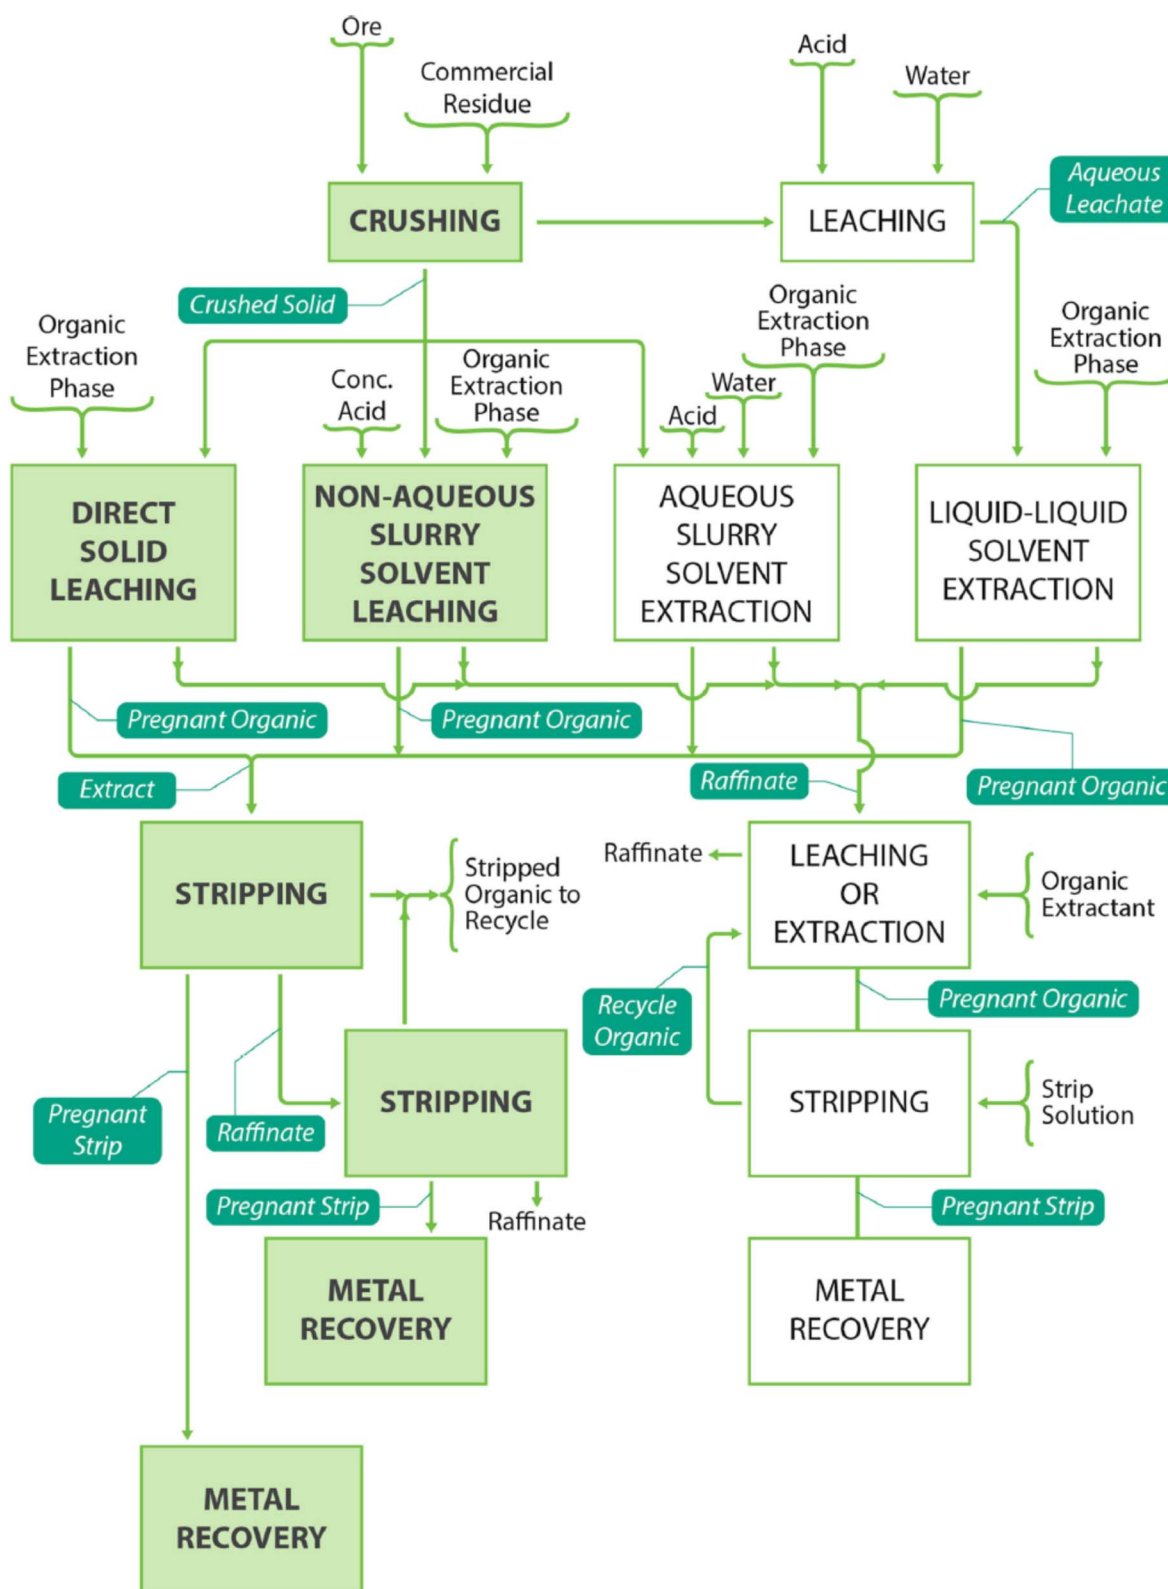 Ore
Commercial
Residue
Acid
Water
CRUSHING
LEACHING
Aqueous
Leachate
Crushed Solid
Organic
Extraction
Phase
Conc.
Acid
Organic
Extraction
Phase
Acid
Water
Organic
Extraction
Phase
Organic
Extraction
Phase
DIRECT
SOLID
LEACHING
NON-AQUEOUS
SLURRY
SOLVENT
LEACHING
AQUEOUS
SLURRY
SOLVENT
EXTRACTION
LIQUID-LIQUID
SOLVENT
EXTRACTION
Pregnant Organic
Pregnant Organic
Extract
Raffinate
Pregnant Organic
STRIPPING
Stripped
Organic to
Recycle
Raffinate
LEACHING
OR
EXTRACTION
Organic
Extractant
Recycle
Organic
Pregnant Organic
Pregnant
Strip
Raffinate
STRIPPING
STRIPPING
Strip
Solution
Pregnant Strip
Raffinate
Pregnant Strip
METAL
RECOVERY
METAL
RECOVERY
METAL
RECOVERY